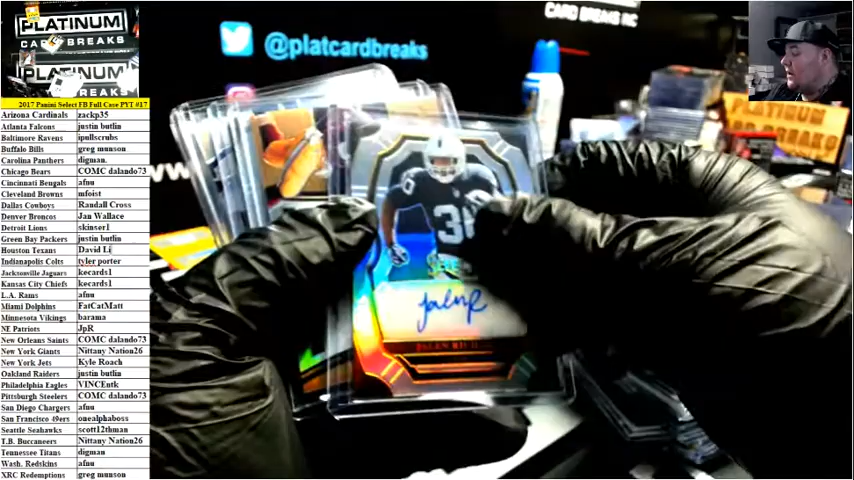 PLATINUM
CARD BREAKS
PLATINUM
BREAKS
2017 Panini Select FB Full Case PYT #17
Arizona Cardinals zackp35
Atlanta Falcons justin butlin
Baltimore Ravens ipullscrubs
Buffalo Bills greg munson
Carolina Panthers digman.
Chicago Bears COMC dalando73
Cincinnati Bengals afnu
Cleveland Browns mfoist
Dallas Cowboys Randall Cross
Denver Broncos Jan Wallace
Detroit Lions skinser1
Green Bay Packers justin butlin
Houston Texans David Li
Indianapolis Colts tyler porter
Jacksonville Jaguars kecards1
Kansas City Chiefs kecards1
L.A. Rams afnu
Miami Dolphins FatCatMatt
Minnesota Vikings barama
NE Patriots JpR
New Orleans Saints COMC dalando73
New York Giants Nittany Nation26
New York Jets Kyle Roach
Oakland Raiders justin butlin
Philadelphia Eagles VINCEntk
Pittsburgh Steelers COMC dalando73
San Diego Chargers afnu
San Francisco 49ers onealphaboss
Seattle Seahawks scott12thman
T.B. Buccaneers Nittany Nation26
Tennessee Titans digman
Wash. Redskins afnu
XRC Redemptions greg munson
@platcardbreaks
CARD BREAKS INC
PLATINUM
BREAKS
36